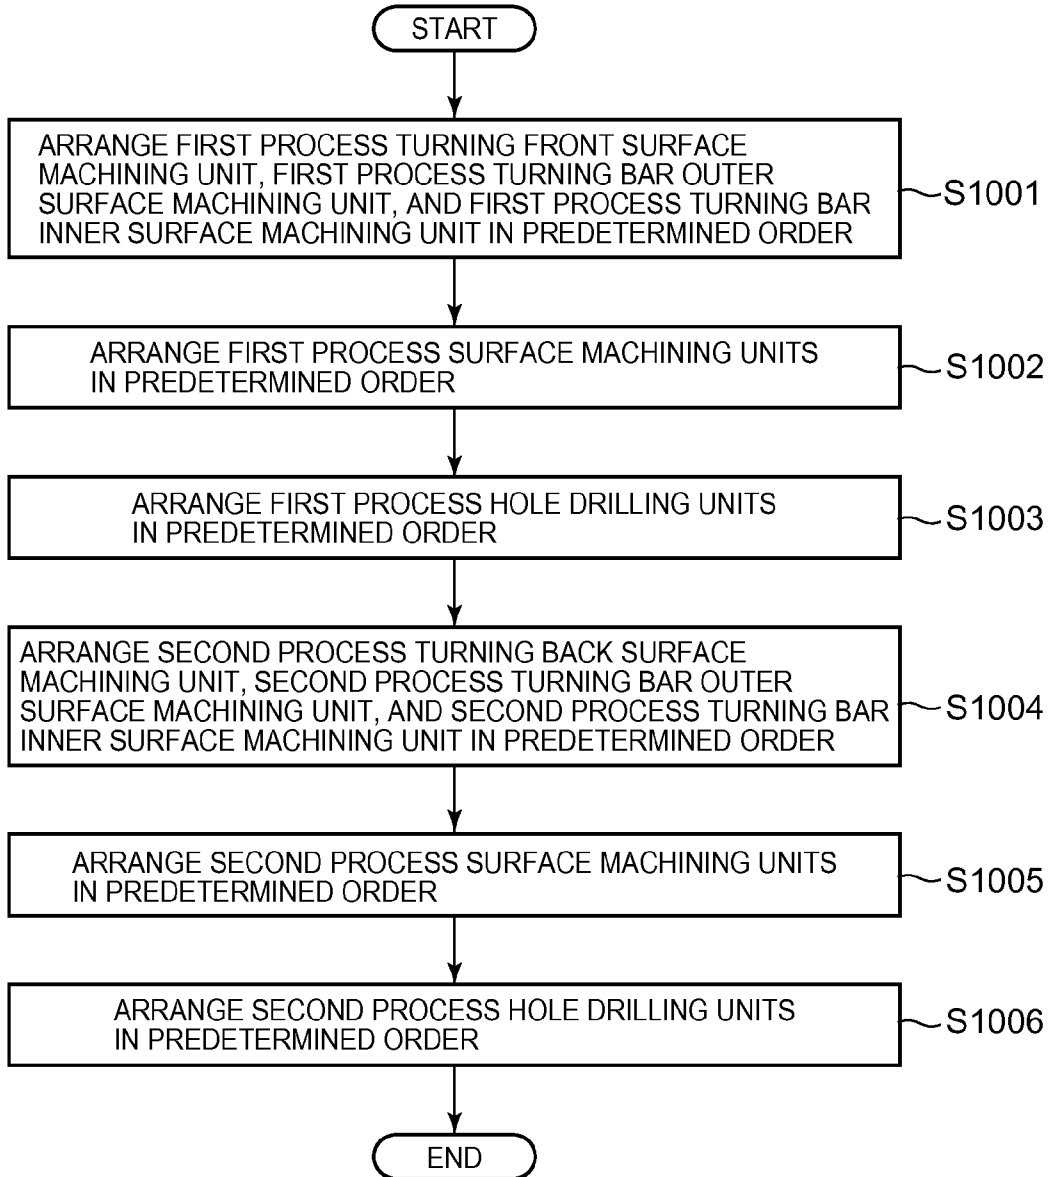 START
ARRANGE FIRST PROCESS TURNING FRONT SURFACE
MACHINING UNIT, FIRST PROCESS TURNING BAR OUTER
SURFACE MACHINING UNIT, AND FIRST PROCESS TURNING BAR
INNER SURFACE MACHINING UNIT IN PREDETERMINED ORDER
S1001
ARRANGE FIRST PROCESS SURFACE MACHINING UNITS
IN PREDETERMINED ORDER
S1002
ARRANGE FIRST PROCESS HOLE DRILLING UNITS
IN PREDETERMINED ORDER
S1003
ARRANGE SECOND PROCESS TURNING BACK SURFACE
MACHINING UNIT, SECOND PROCESS TURNING BAR OUTER
SURFACE MACHINING UNIT, AND SECOND PROCESS TURNING BAR
INNER SURFACE MACHINING UNIT IN PREDETERMINED ORDER
S1004
ARRANGE SECOND PROCESS SURFACE MACHINING UNITS
IN PREDETERMINED ORDER
S1005
ARRANGE SECOND PROCESS HOLE DRILLING UNITS
IN PREDETERMINED ORDER
S1006
END